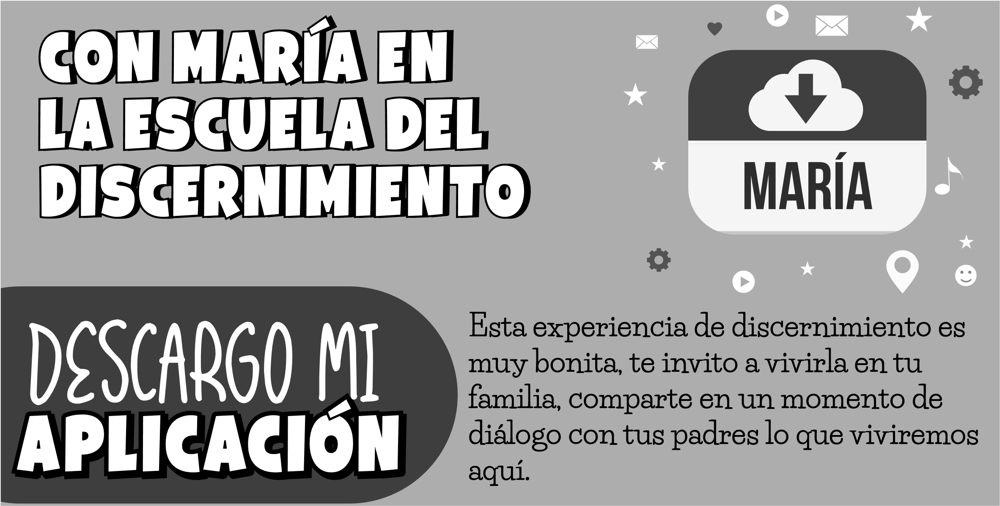 CON MARÍA EN
LA ESCUELA DEL
DISCERNIMIENTO
MARÍA
DESCARGO MI
APLICACIÓN
Esta experiencia de discernimiento es
muy bonita, te invito a vivirla en tu
familia, comparte en un momento de
diálogo con tus padres lo que viviremos
aquí.